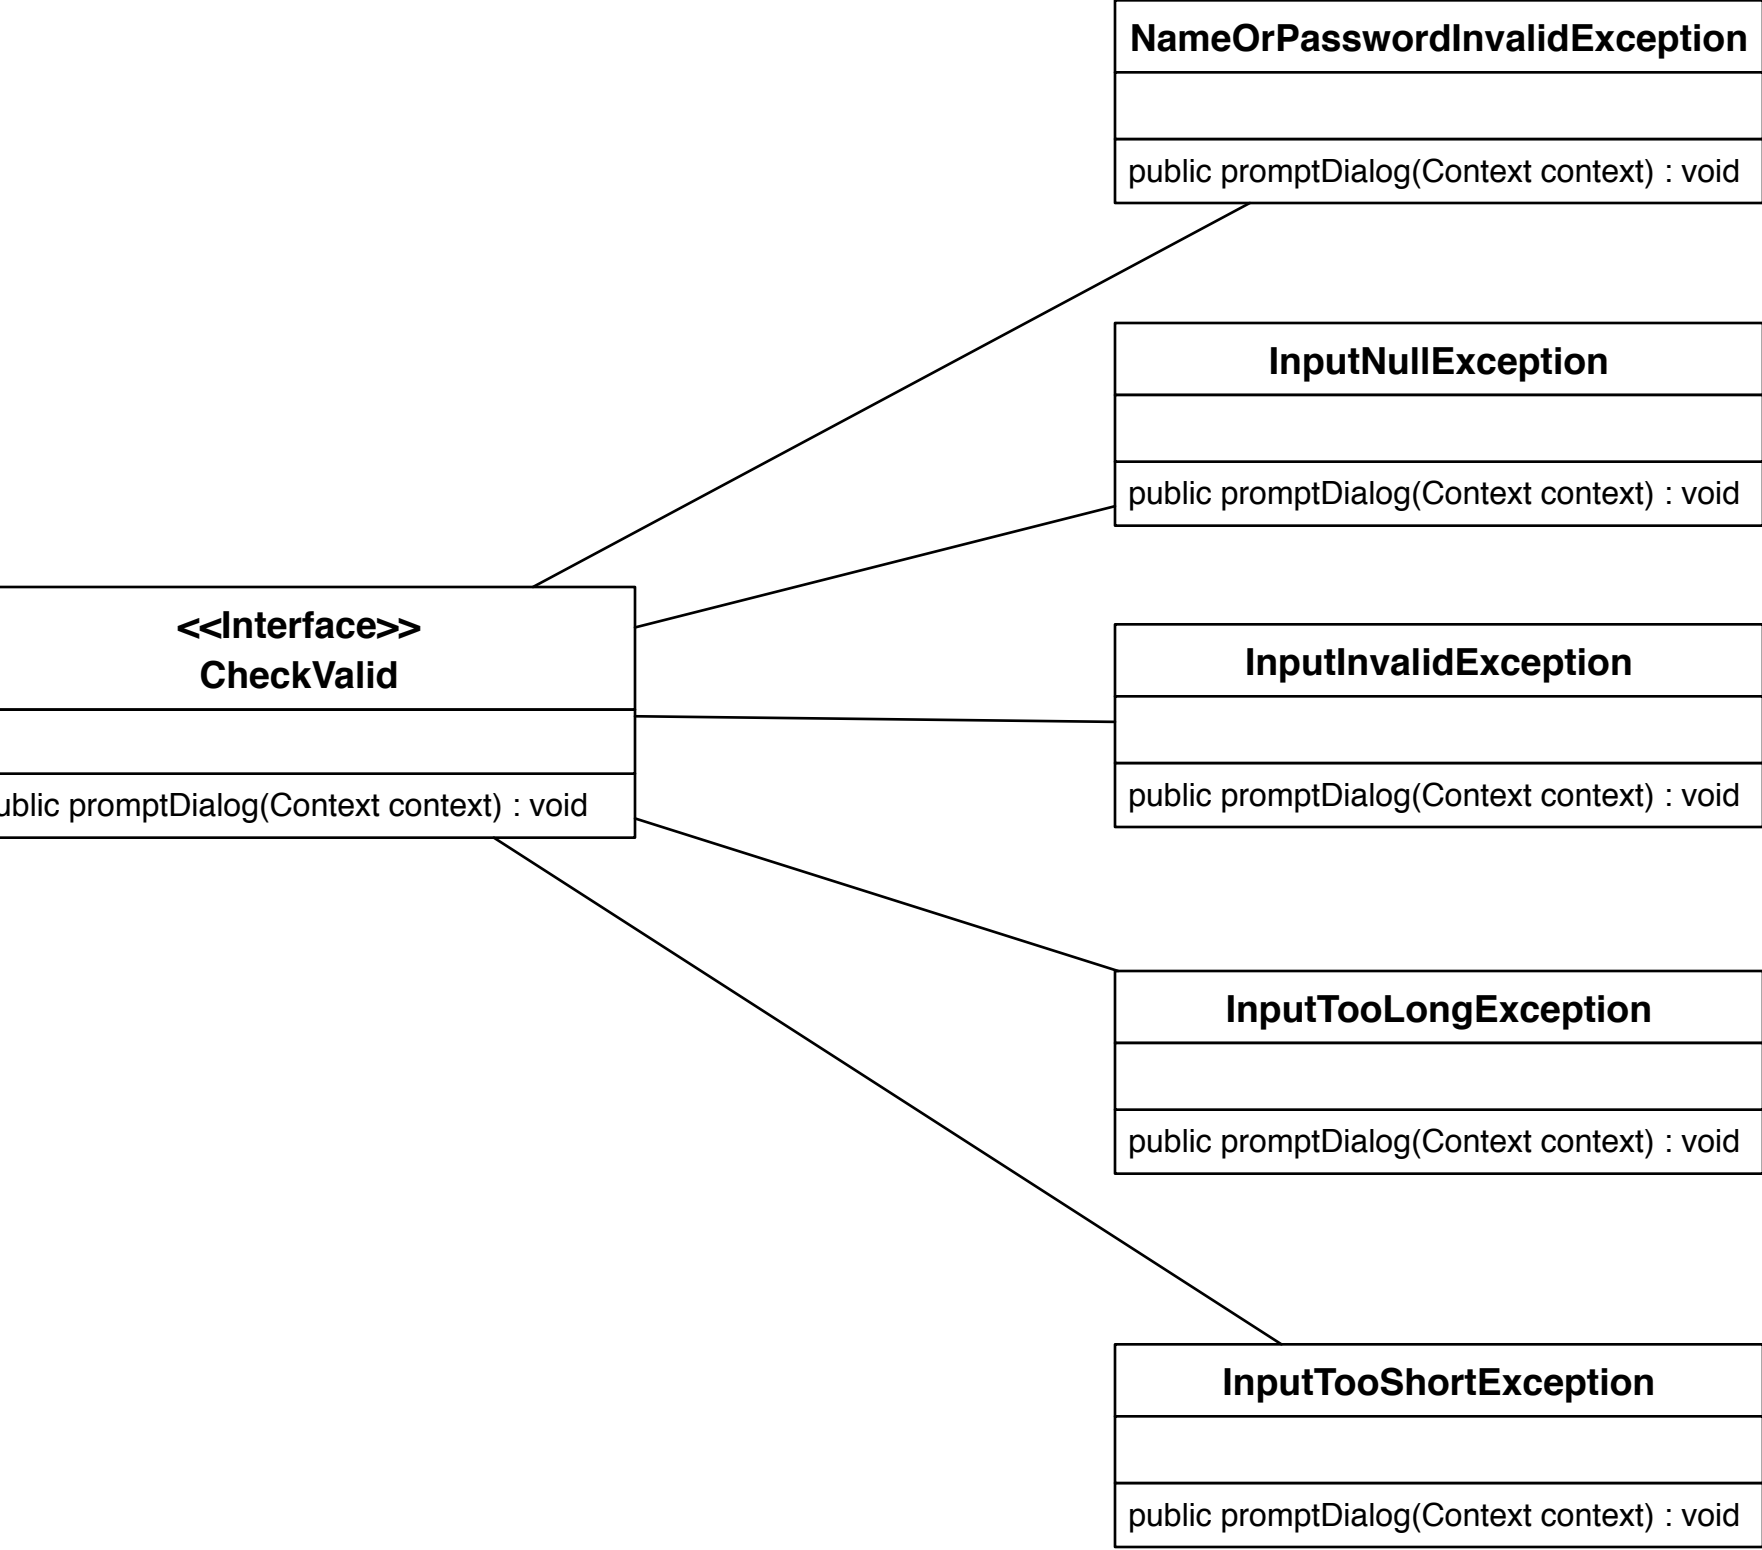 NameOrPasswordInvalidException
public promptDialog(Context context) : void
InputNullException
public promptDialog(Context context) : void
<<Interface>>
CheckValid
ublic promptDialog(Context context) : void
InputInvalidException
public promptDialog(Context context) : void
InputTooLongException
public promptDialog(Context context) : void
InputTooShortException
public promptDialog(Context context) : void